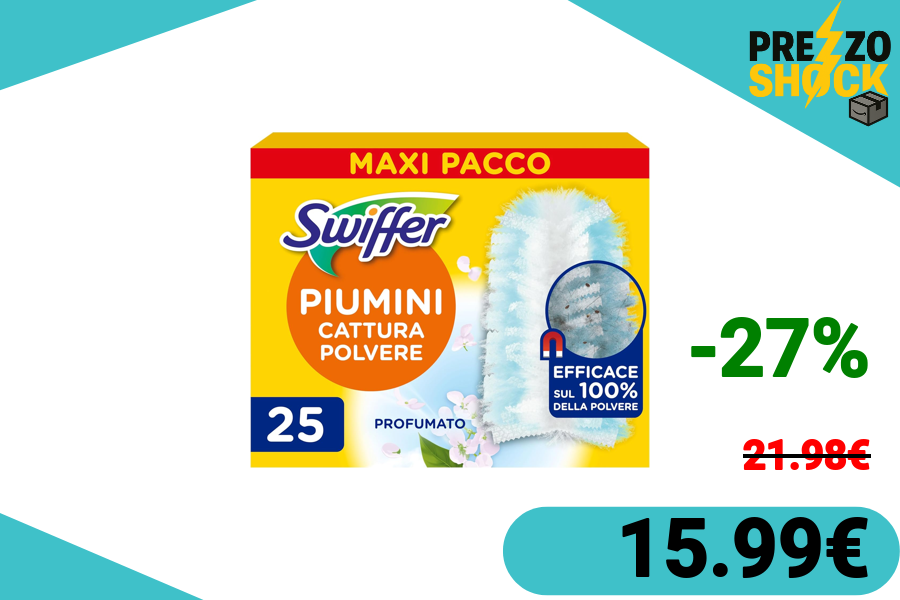 PREZZO
SHOCK
MAXI PACCO
Swiffer
PIUMINI
CATTURA
POLVERE
EFFICACE
SUL 100%
DELLA POLVERE
25
PROFUMATO
-27%
21.98€
15.99€